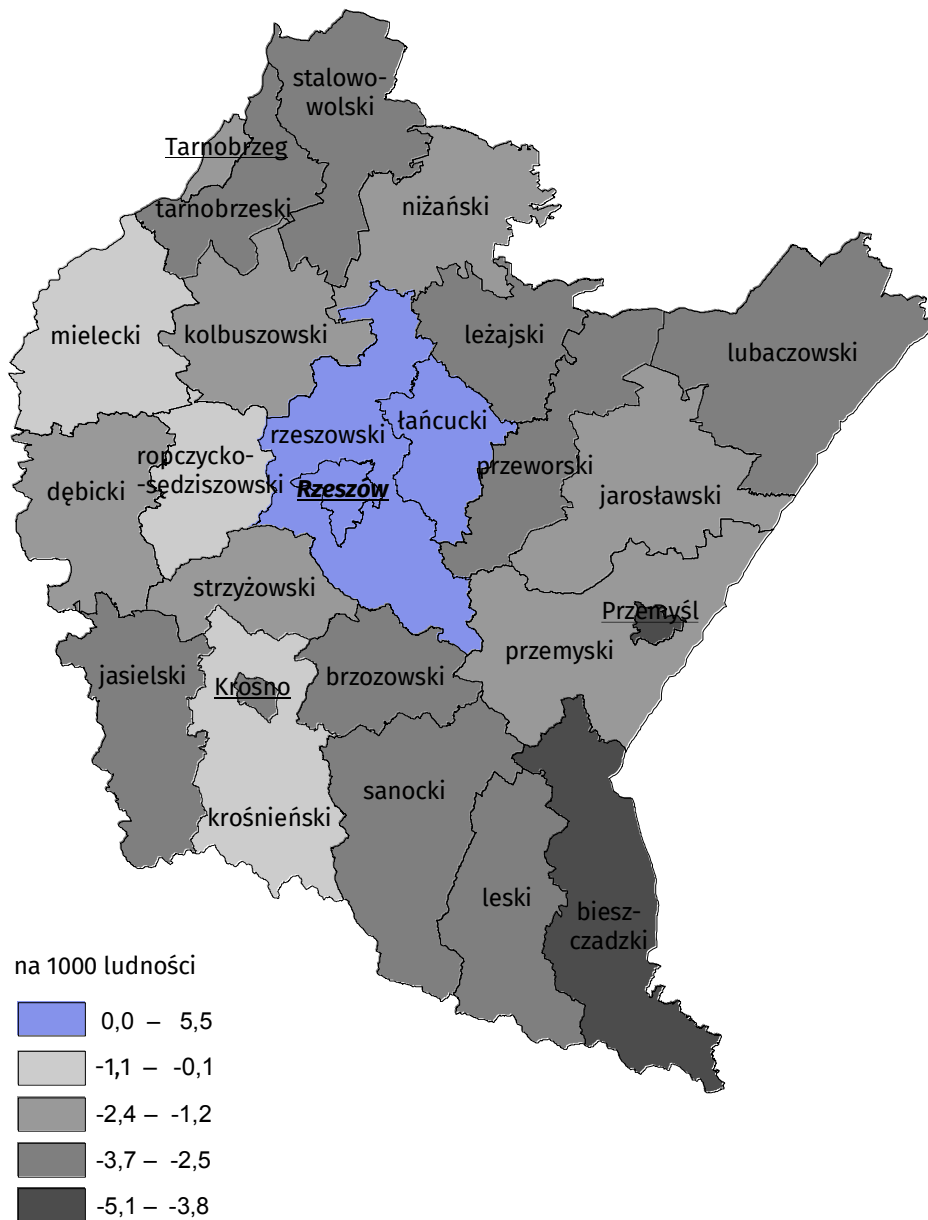 stalowo-
wolski
Tarnobrzeg
tarnobrzeski
niżański
mielecki
kolbuszowski
leżajski
lubaczowski
rzeszowski
łańcucki
ropczycko-
-sędziszowski
dębicki
Rzeszów
przeworski
jarosławski
strzyżowski
Przemyśl
przemyski
jasielski
Krosno
brzozowski
sanocki
krośnieński
leski
biesz-
czadzki
na 1000 ludności
0,0 – 5,5
-1,1 – -0,1
-2,4 – -1,2
-3,7 – -2,5
-5,1 – -3,8